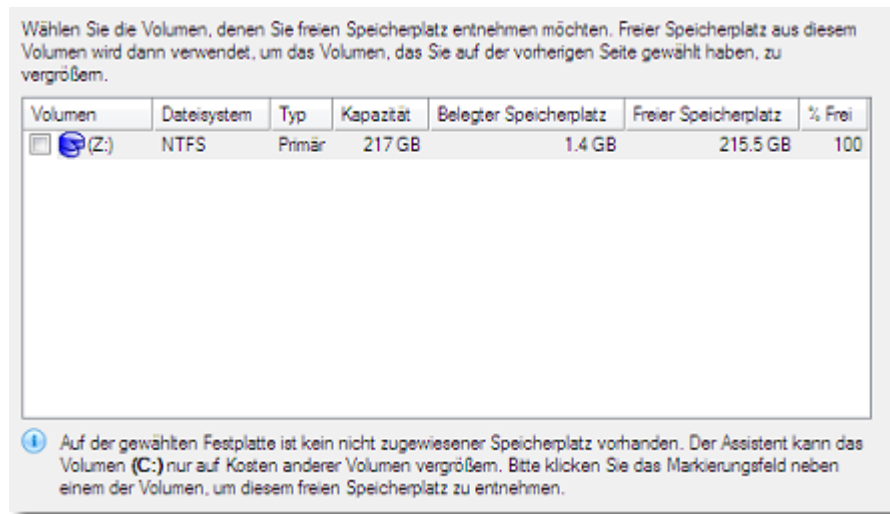 Wählen Sie die Volumen, denen Sie freien Speicherplatz entnehmen möchten. Freier Speicherplatz aus diesem
Volumen wird dann verwendet, um das Volumen, das Sie auf der vorherigen Seite gewählt haben, zu
vergrößern.
Volumen Dateisystem Typ Kapazität Belegter Speicherplatz Freier Speicherplatz % Frei
(Z:) NTFS Primär 217 GB 1.4 GB 215.5 GB 100
Auf der gewählten Festplatte ist kein nicht zugewiesener Speicherplatz vorhanden. Der Assistent kann das
Volumen (C:) nur auf Kosten anderer Volumen vergrößern. Bitte klicken Sie das Markierungsfeld neben
einem der Volumen, um diesem freien Speicherplatz zu entnehmen.